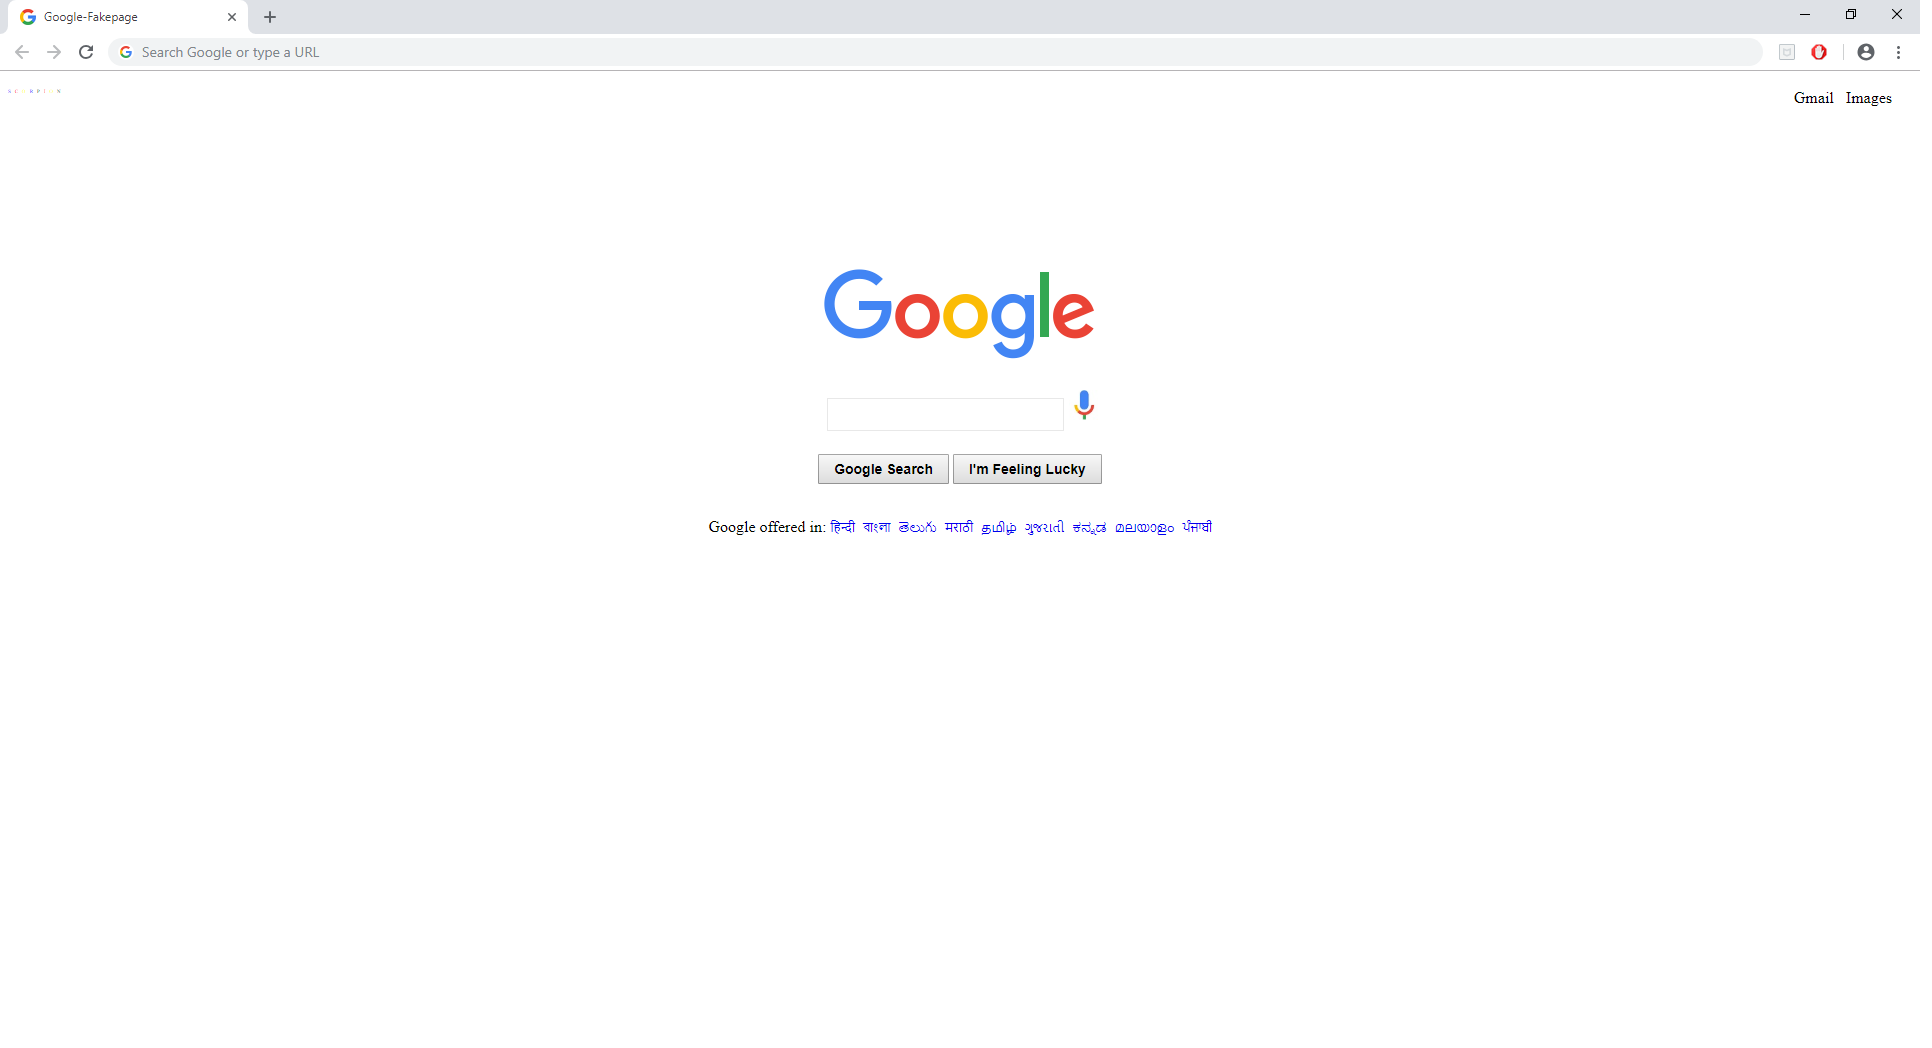 Google-Fakepage
Search Google or type a URL
S C O R P I O N
Gmail Images
Google
Google Search I'm Feeling Lucky
Google offered in: हिन्दी বাংলা తెలుగు मराठी தமிழ் ગુજરાતી ಕನ್ನಡ മലയാളം ਪੰਜਾਬੀ